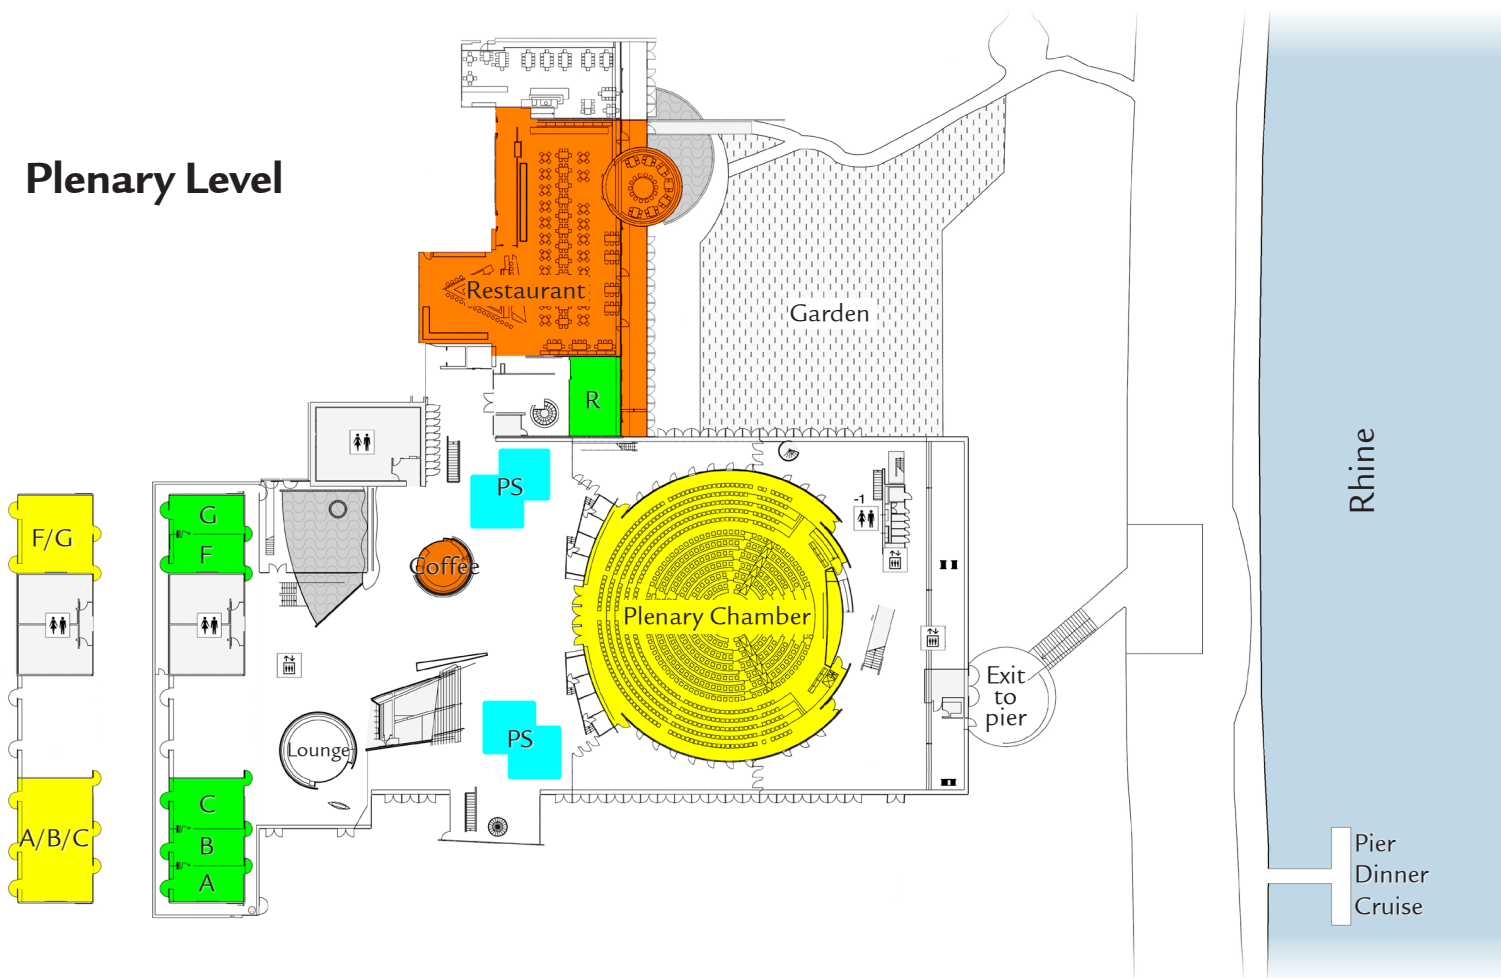 Plenary Level
Restaurant
Garden
R
Rhine
PS
-1
G
F/G
F
Coffee
Plenary Chamber
Exit
to
pier
PS
Lounge
C
A/B/C
B
A
Pier
Dinner
Cruise